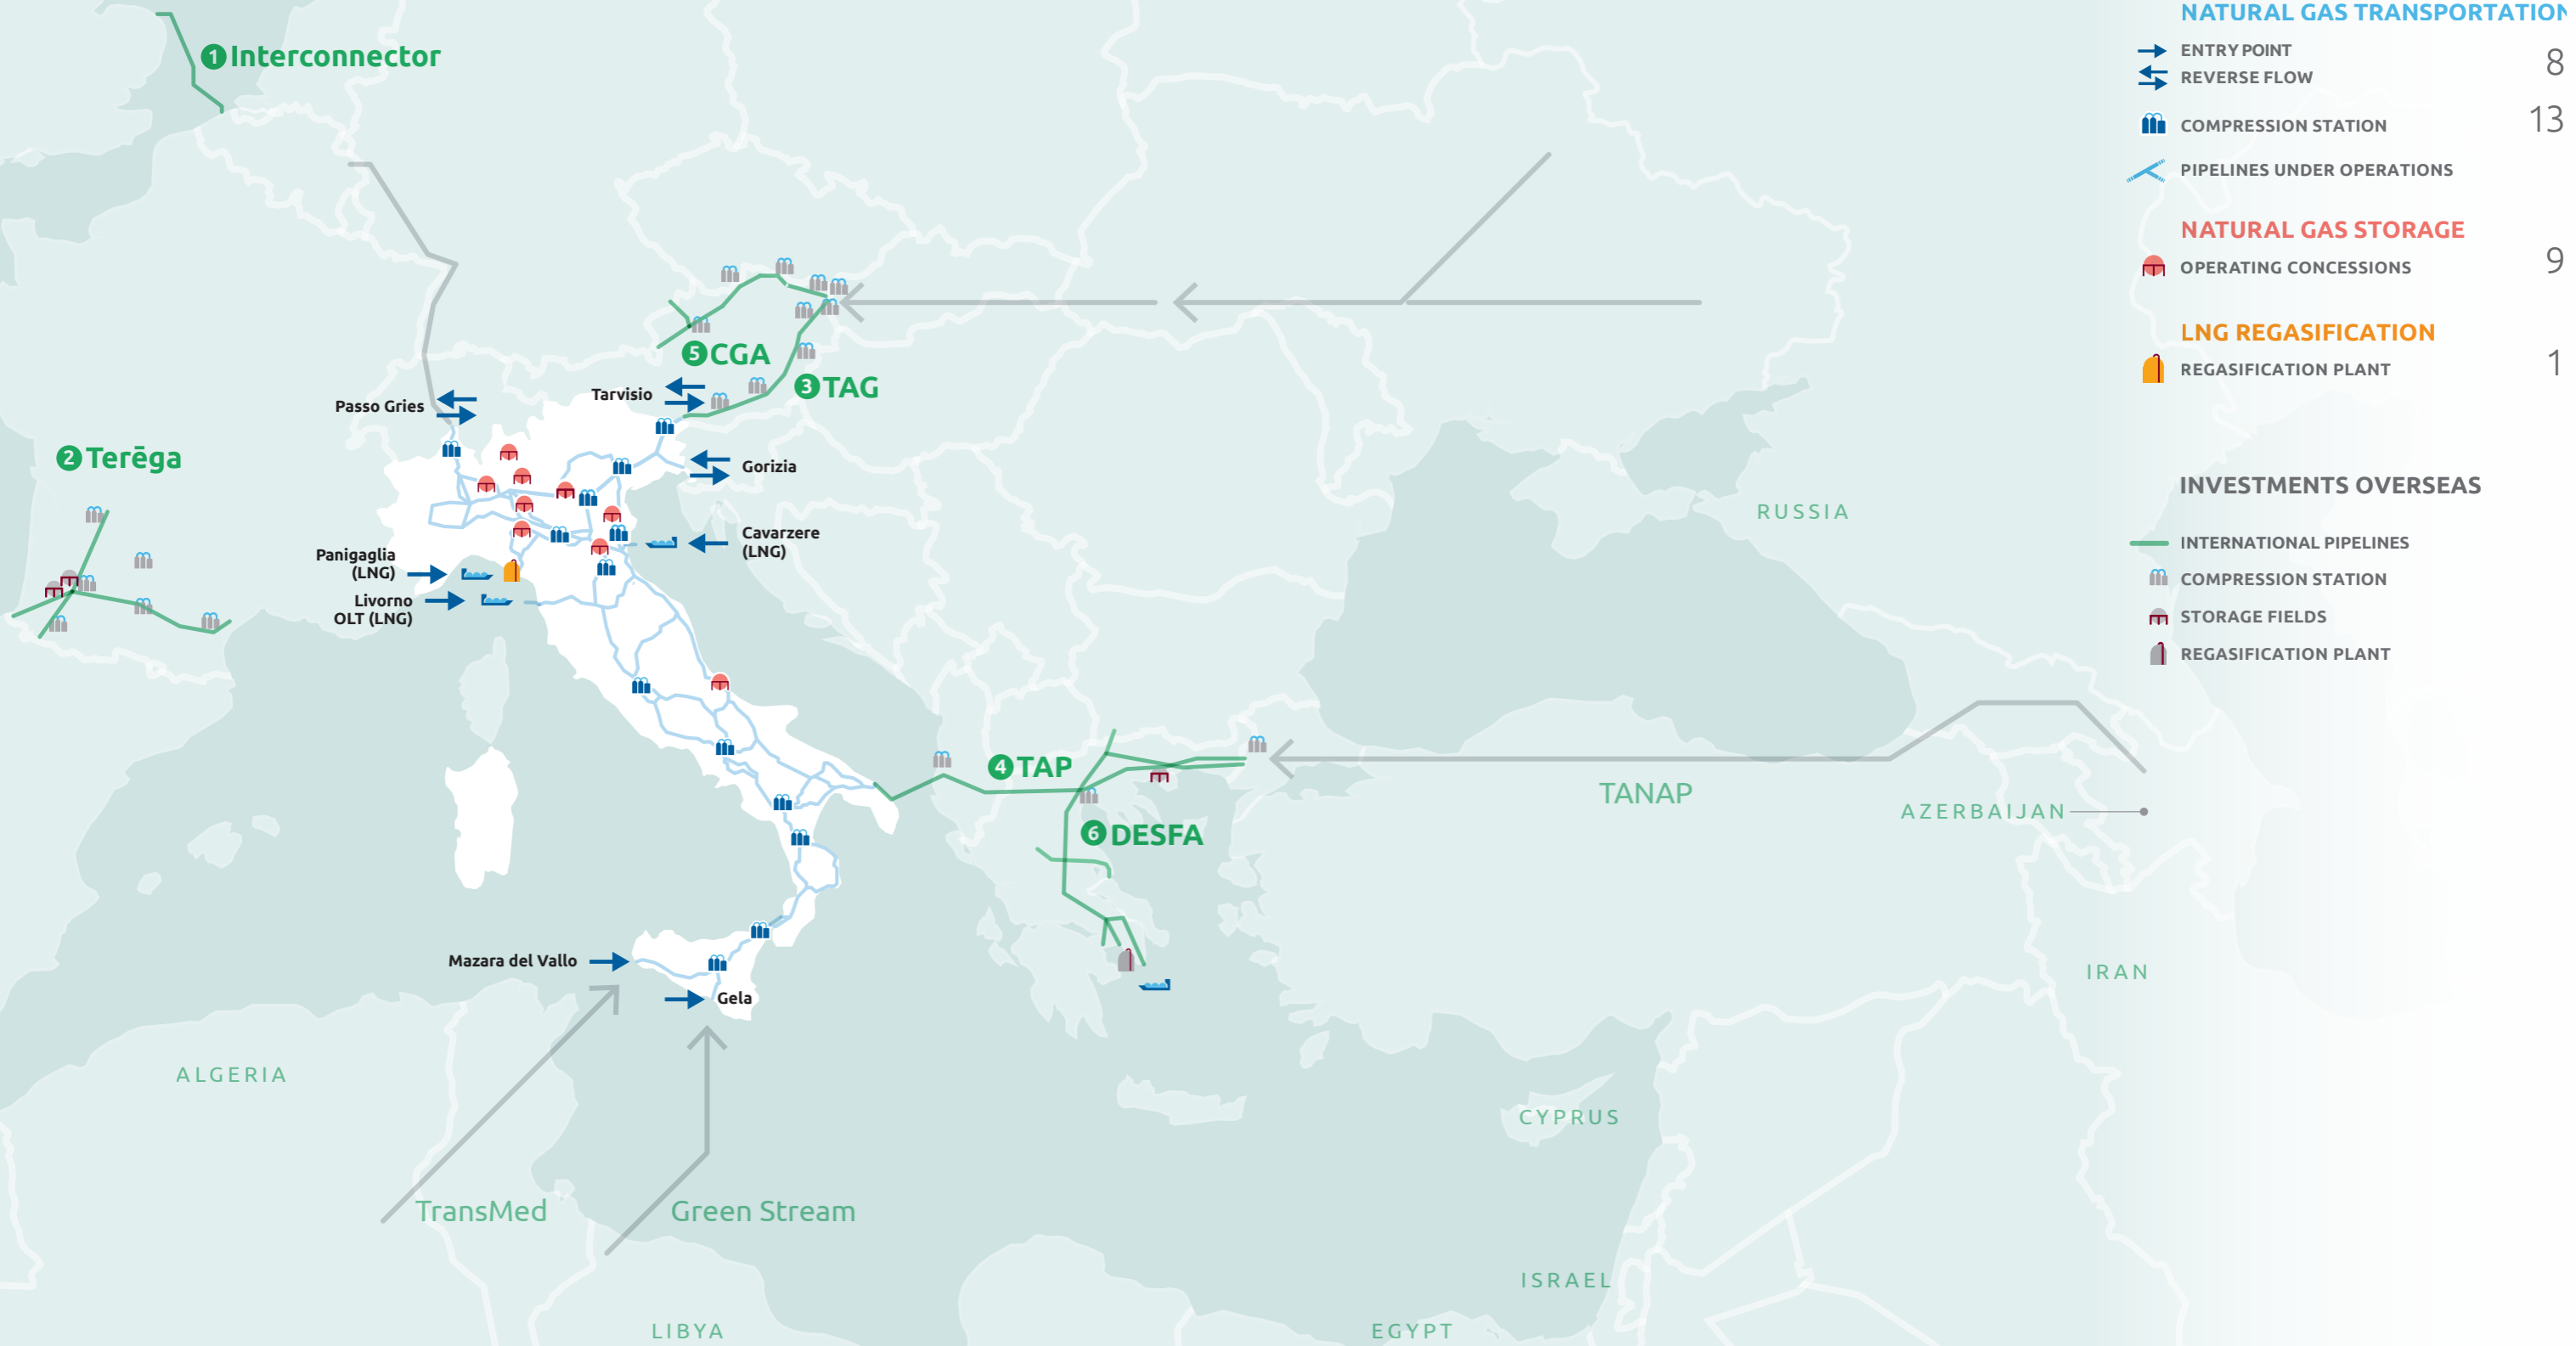 1 Interconnector
5 CGA
3 TAG
Tarvisio
Passo Gries
2 Terēga
Gorizia
Cavarzere
(LNG)
Panigaglia
(LNG)
Livorno
OLT (LNG)
4 TAP
TANAP
6 DESFA
Mazara del Vallo
Gela
TransMed
Green Stream
RUSSIA
AZERBAIJAN
IRAN
ALGERIA
CYPRUS
ISRAEL
LIBYA
EGYPT
NATURAL GAS TRANSPORTATION
ENTRY POINT
REVERSE FLOW
8
COMPRESSION STATION 13
PIPELINES UNDER OPERATIONS
NATURAL GAS STORAGE
OPERATING CONCESSIONS 9
LNG REGASIFICATION
REGASIFICATION PLANT 1
INVESTMENTS OVERSEAS
INTERNATIONAL PIPELINES
COMPRESSION STATION
STORAGE FIELDS
REGASIFICATION PLANT